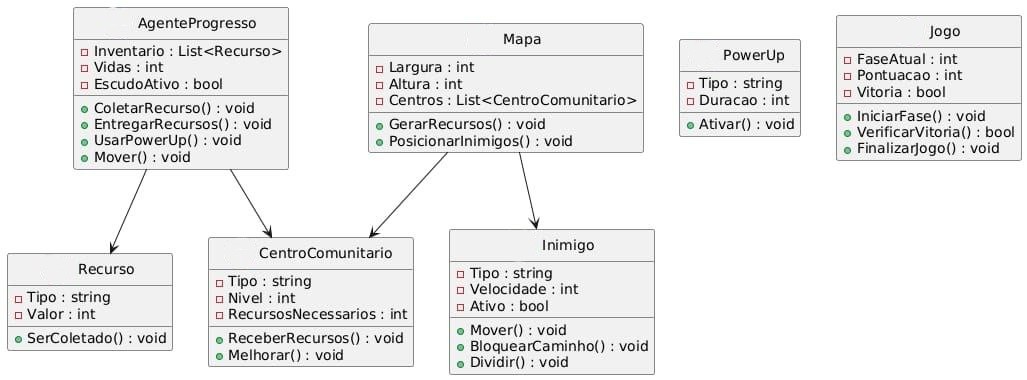 AgenteProgresso
Inventario : List<Recurso>
Vidas : int
EscudoAtivo : bool
ColetarRecurso() : void
EntregarRecursos() : void
UsarPowerUp() : void
Mover() : void
Mapa
Largura : int
Altura : int
Centros : List<CentroComunitario>
GerarRecursos() : void
PosicionarInimigos() : void
PowerUp
Tipo : string
Duracao : int
Ativar() : void
Jogo
FaseAtual : int
Pontuacao : int
Vitoria : bool
IniciarFase() : void
VerificarVitoria() : bool
FinalizarJogo() : void
Recurso
Tipo : string
Valor : int
SerColetado() : void
CentroComunitario
Tipo : string
Nivel : int
RecursosNecessarios : int
ReceberRecursos() : void
Melhorar() : void
Inimigo
Tipo : string
Velocidade : int
Ativo : bool
Mover() : void
BloquearCaminho() : void
Dividir() : void